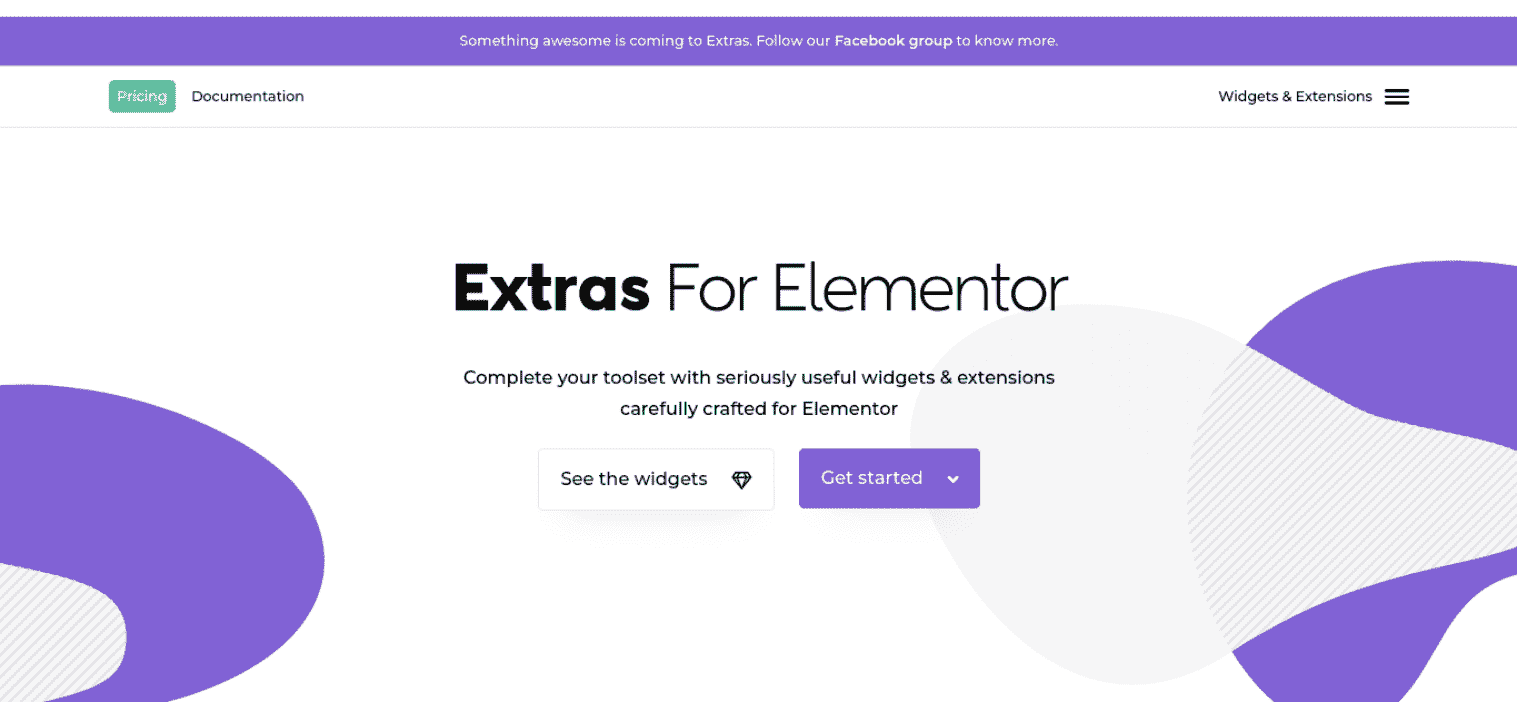 Something awesome is coming to Extras. Follow our Facebook group to know more.
Pricing
Documentation
Widgets & Extensions
Extras For Elementor
Complete your toolset with seriously useful widgets & extensions
carefully crafted for Elementor
See the widgets
Get started